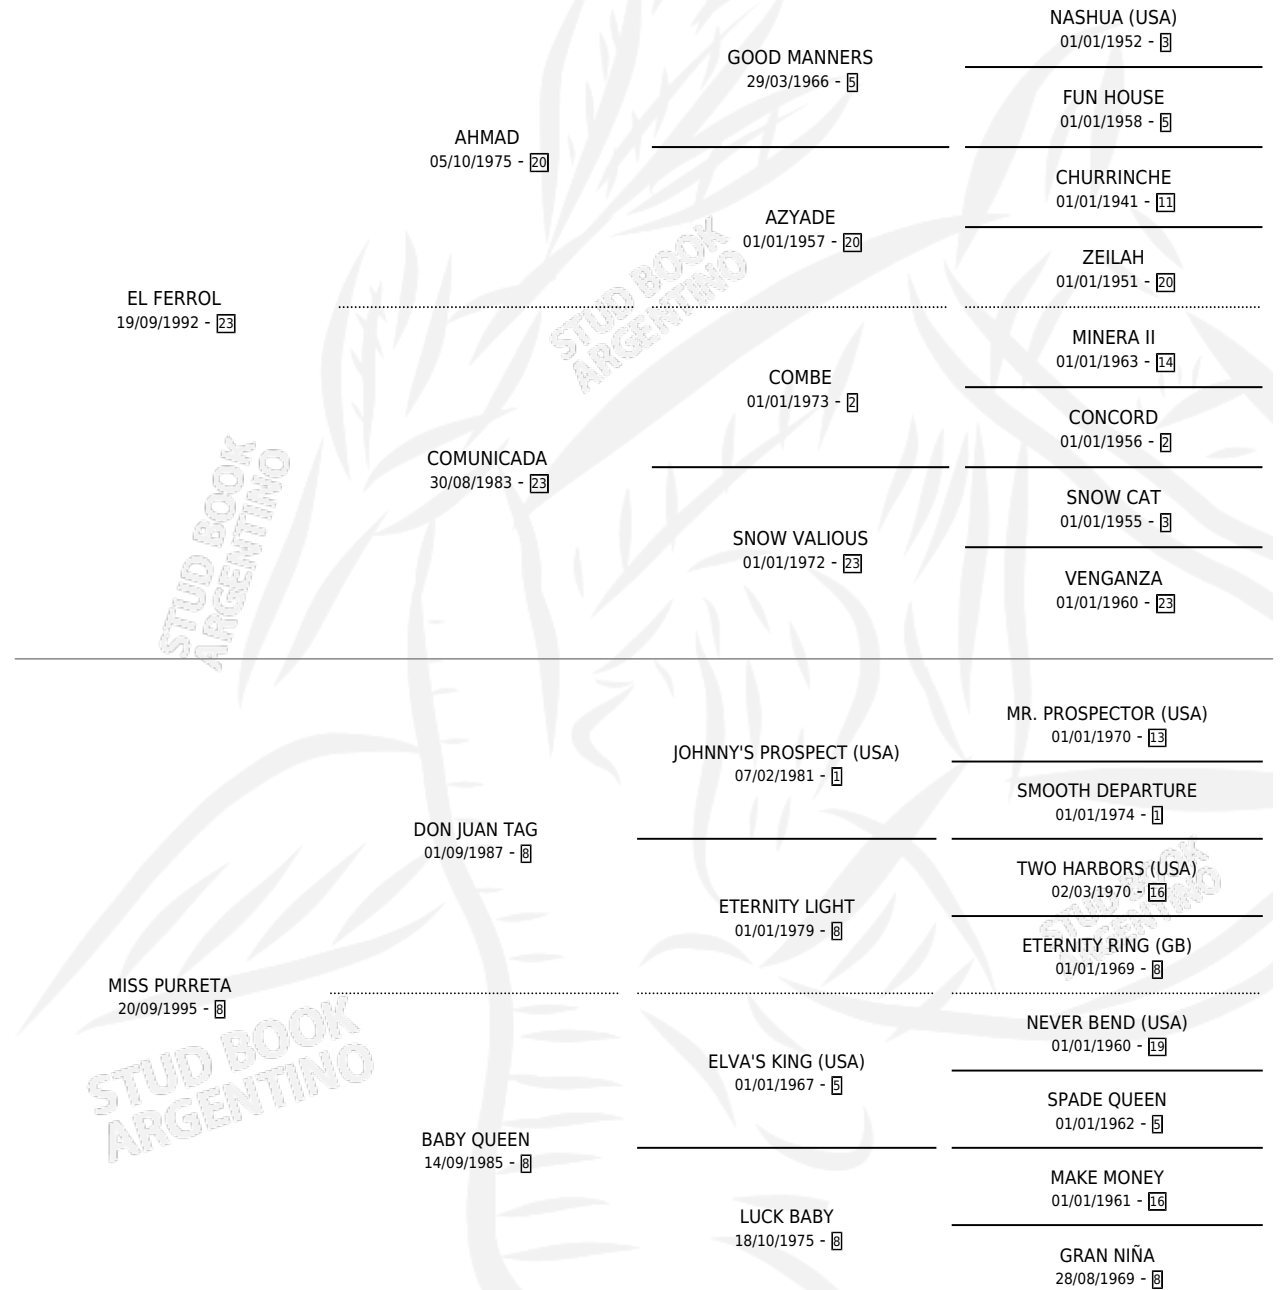 NASHUA (USA)
01/01/1952 - 3
GOOD MANNERS
29/03/1966 - 5
FUN HOUSE
01/01/1958 - 5
AHMAD
05/10/1975 - 20
CHURRINCHE
01/01/1941 - 11
AZYADE
01/01/1957 - 20
ZEILAH
01/01/1951 - 20
EL FERROL
19/09/1992 - 23
MINERA II
01/01/1963 - 14
COMBE
01/01/1973 - 2
CONCORD
01/01/1956 - 2
COMUNICADA
30/08/1983 - 23
SNOW CAT
01/01/1955 - 3
SNOW VALIOUS
01/01/1972 - 23
VENGANZA
01/01/1960 - 23
STUD BOOK
ARGENTINO
STUD BOOK
ARGENTINO
MR. PROSPECTOR (USA)
01/01/1970 - 13
JOHNNY'S PROSPECT (USA)
07/02/1981 - 1
SMOOTH DEPARTURE
01/01/1974 - 1
DON JUAN TAG
01/09/1987 - 8
TWO HARBORS (USA)
02/03/1970 - 16
ETERNITY LIGHT
01/01/1979 - 8
ETERNITY RING (GB)
01/01/1969 - 8
STUD BOOK
ARGENTINO
MISS PURRETA
20/09/1995 - 8
NEVER BEND (USA)
01/01/1960 - 19
ELVA'S KING (USA)
01/01/1967 - 5
SPADE QUEEN
01/01/1962 - 5
BABY QUEEN
14/09/1985 - 8
MAKE MONEY
01/01/1961 - 16
LUCK BABY
18/10/1975 - 8
GRAN NIÑA
28/08/1969 - 8
STUD BOOK
ARGENTINO